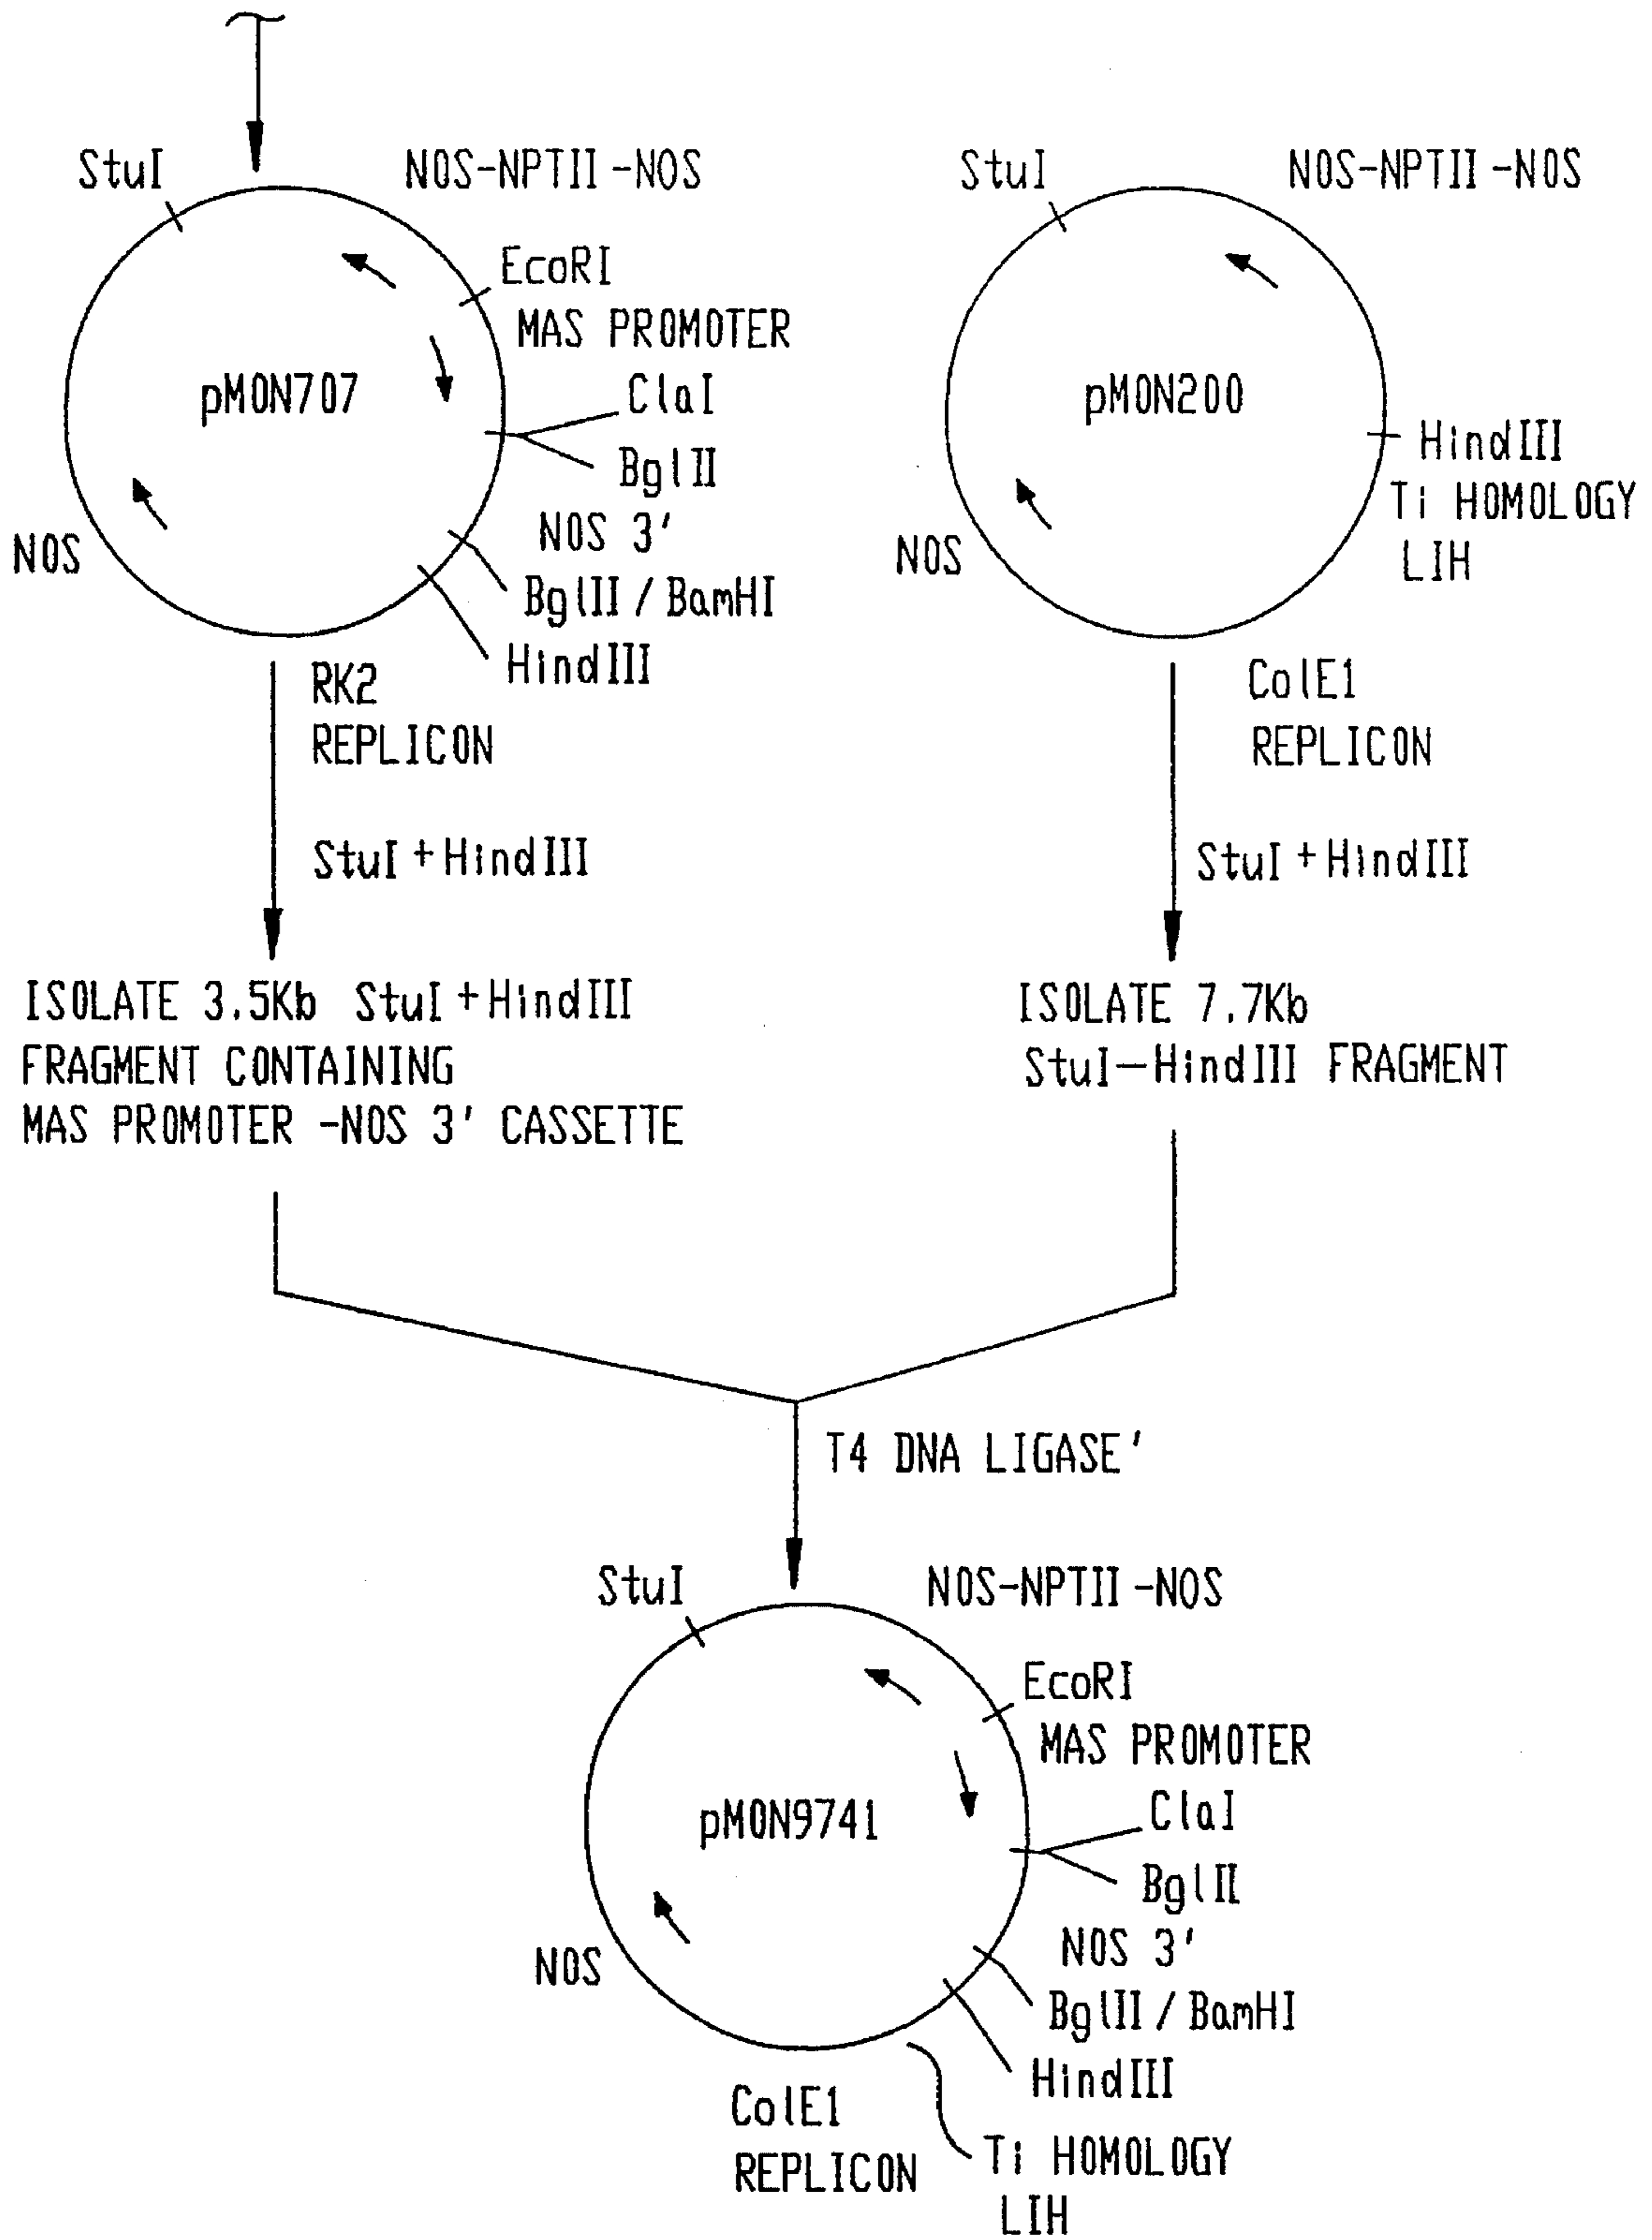 StuI
NOS-NPTII-NOS
EcoRI
MAS PROMOTER
pMON707
ClaI
BglII
NOS 3'
NOS
BglII / BamHI
HindIII
RK2
REPLICON
StuI + HindIII
ISOLATE 3.5Kb StuI + HindIII
FRAGMENT CONTAINING
MAS PROMOTER -NOS 3' CASSETTE
StuI
NOS-NPTII-NOS
pMON200
HindIII
Ti HOMOLOGY
LIH
NOS
ColE1
REPLICON
StuI + HindIII
ISOLATE 7.7Kb
StuI-HindIII FRAGMENT
T4 DNA LIGASE'
StuI
NOS-NPTII-NOS
EcoRI
MAS PROMOTER
pMON9741
ClaI
BglII
NOS 3'
NOS
BglII / BamHI
HindIII
ColE1
REPLICON
Ti HOMOLOGY
LIH